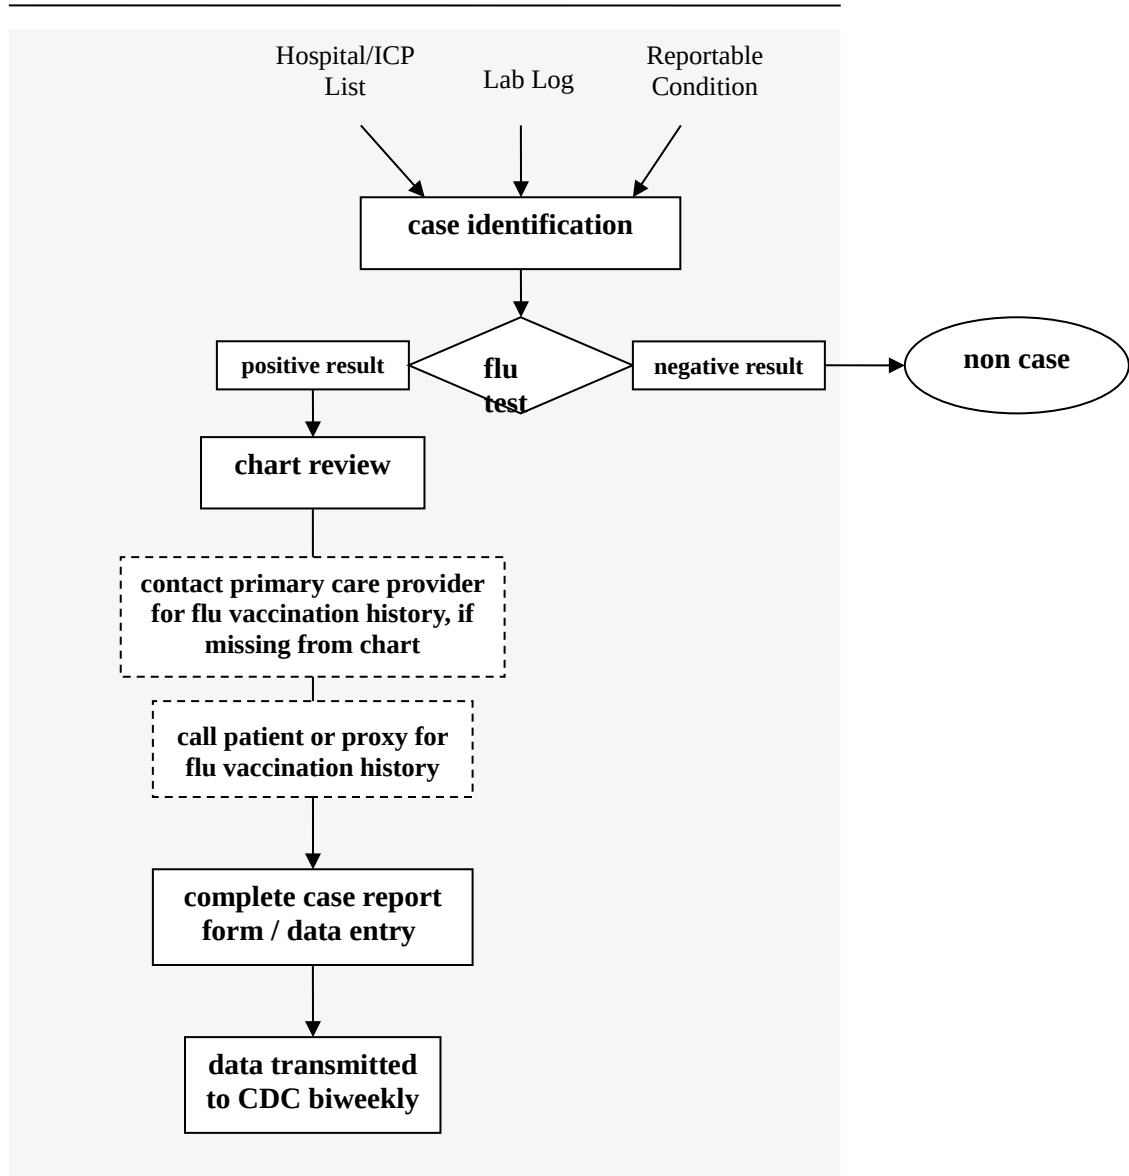 Hospital/ICP
List
Lab Log
Reportable
Condition
case identification
positive result
flu
test
negative result
non case
chart review
contact primary care provider
for flu vaccination history, if
missing from chart
call patient or proxy for
flu vaccination history
complete case report
form / data entry
data transmitted
to CDC biweekly